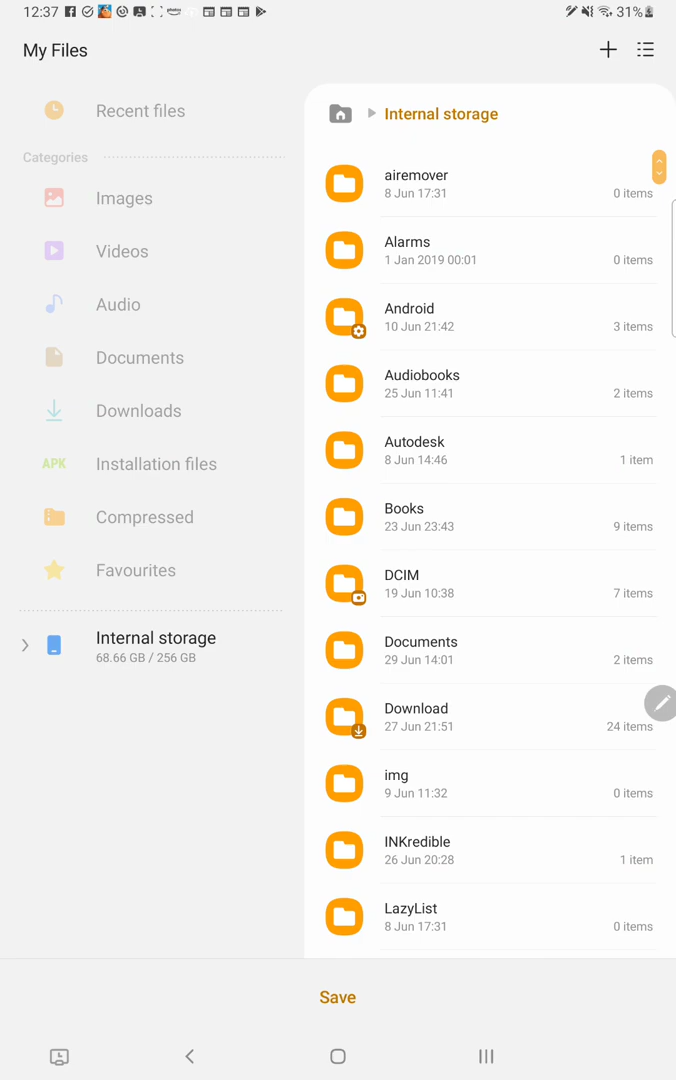 12:37
31%
My Files
Recent files
Categories
Images
Videos
Audio
Documents
Downloads
APK
Installation files
Compressed
Favourites
Internal storage
68.66 GB / 256 GB
Internal storage
airemover
8 Jun 17:31
0 items
Alarms
1 Jan 2019 00:01
0 items
Android
10 Jun 21:42
3 items
Audiobooks
25 Jun 11:41
2 items
Autodesk
8 Jun 14:46
1 item
Books
23 Jun 23:43
9 items
DCIM
19 Jun 10:38
7 items
Documents
29 Jun 14:01
2 items
Download
27 Jun 21:51
24 items
img
9 Jun 11:32
0 items
INKredible
26 Jun 20:28
1 item
LazyList
8 Jun 17:31
0 items
Save